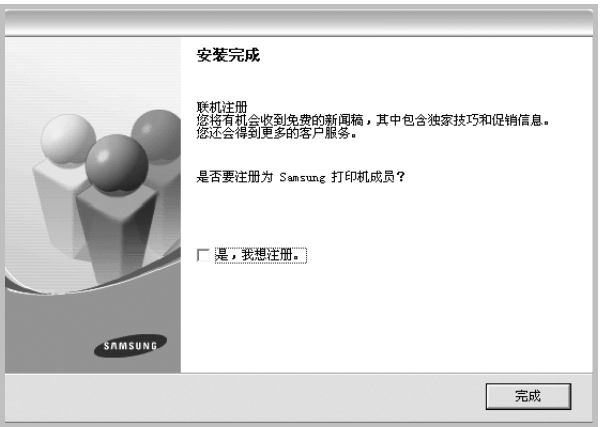 安装完成
联机注册
您将有机会收到免费的新闻稿，其中包含独家技巧和促销信息。
您还会得到更多的客户服务。
是否要注册为 Samsung 打印机成员？
是，我想注册。
SAMSUNG
完成